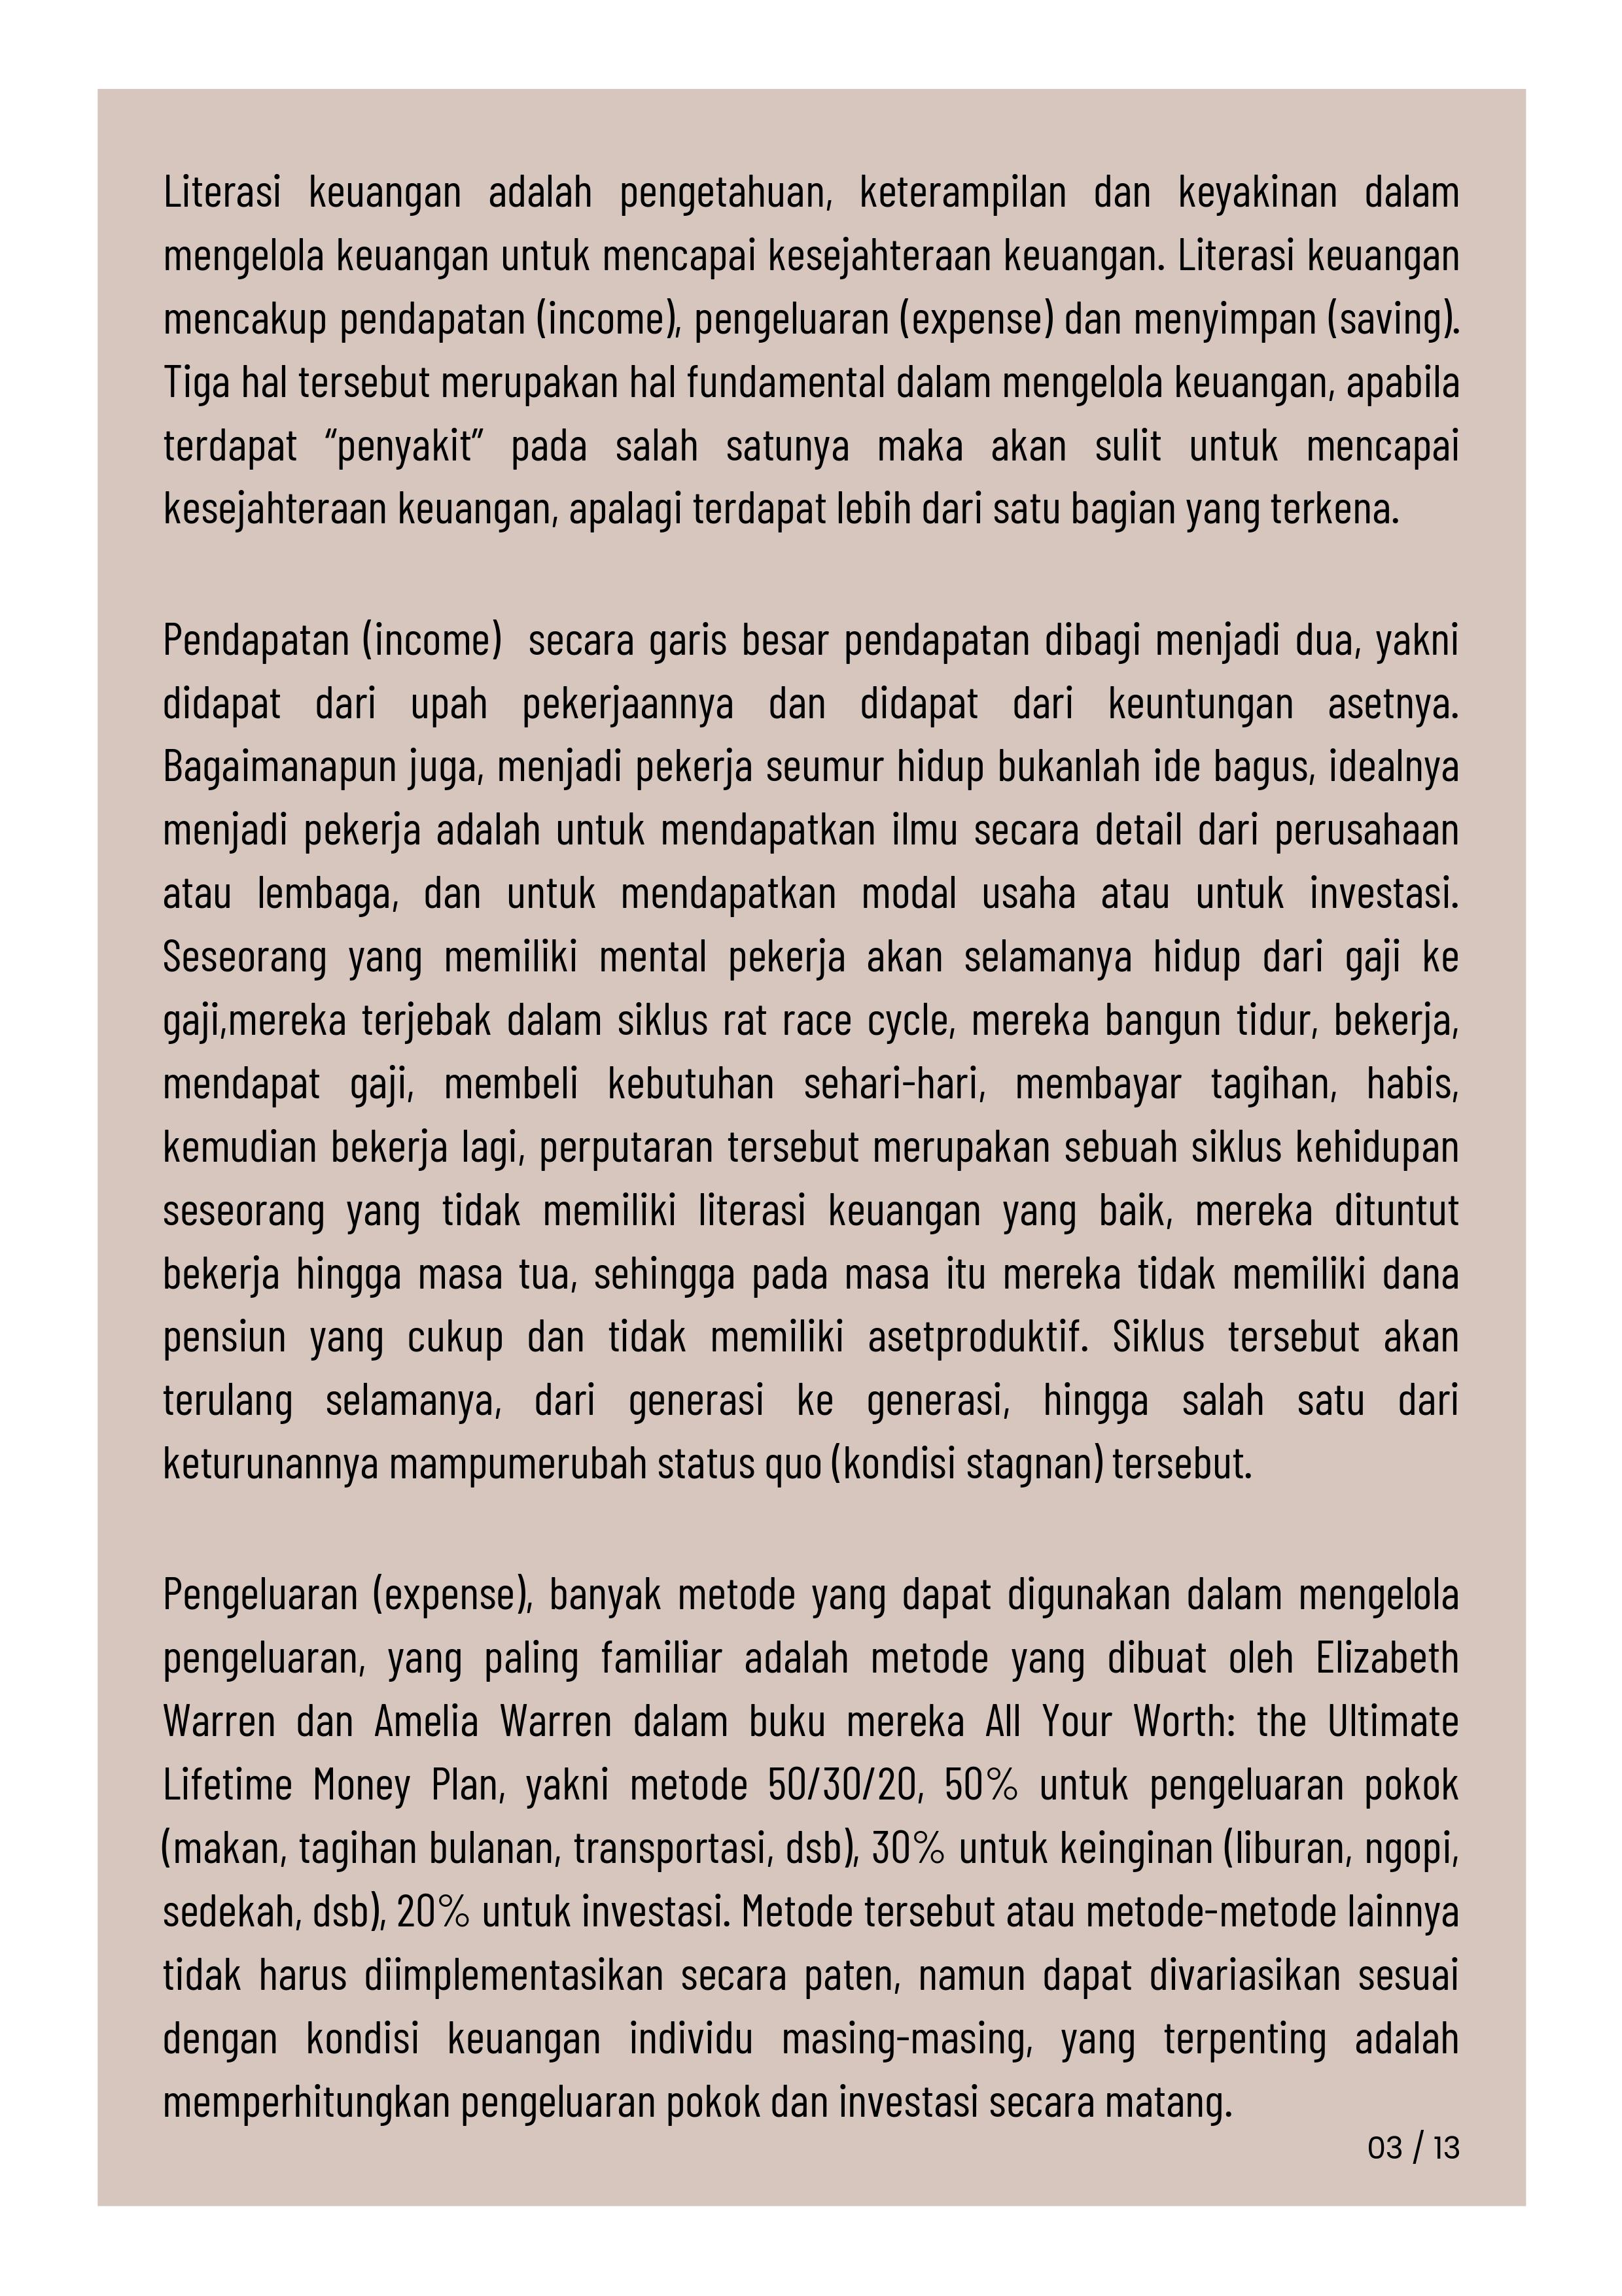 Literasi keuangan adalah pengetahuan, keterampilan dan keyakinan dalam
mengelola keuangan untuk mencapai kesejahteraan keuangan. Literasi keuangan
mencakup pendapatan (income), pengeluaran (expense) dan menyimpan (saving).
Tiga hal tersebut merupakan hal fundamental dalam mengelola keuangan, apabila
terdapat “penyakit” pada salah satunya maka akan sulit untuk mencapai
kesejahteraan keuangan, apalagi terdapat lebih dari satu bagian yang terkena.
Pendapatan (income)  secara garis besar pendapatan dibagi menjadi dua, yakni
didapat dari upah pekerjaannya dan didapat dari keuntungan asetnya.
Bagaimanapun juga, menjadi pekerja seumur hidup bukanlah ide bagus, idealnya
menjadi pekerja adalah untuk mendapatkan ilmu secara detail dari perusahaan
atau lembaga, dan untuk mendapatkan modal usaha atau untuk investasi.
Seseorang yang memiliki mental pekerja akan selamanya hidup dari gaji ke
gaji,mereka terjebak dalam siklus rat race cycle, mereka bangun tidur, bekerja,
mendapat gaji, membeli kebutuhan sehari-hari, membayar tagihan, habis,
kemudian bekerja lagi, perputaran tersebut merupakan sebuah siklus kehidupan
seseorang yang tidak memiliki literasi keuangan yang baik, mereka dituntut
bekerja hingga masa tua, sehingga pada masa itu mereka tidak memiliki dana
pensiun yang cukup dan tidak memiliki asetproduktif. Siklus tersebut akan
terulang selamanya, dari generasi ke generasi, hingga salah satu dari
keturunannya mampumerubah status quo (kondisi stagnan) tersebut.
Pengeluaran (expense), banyak metode yang dapat digunakan dalam mengelola
pengeluaran, yang paling familiar adalah metode yang dibuat oleh Elizabeth
Warren dan Amelia Warren dalam buku mereka All Your Worth: the Ultimate
Lifetime Money Plan, yakni metode 50/30/20, 50% untuk pengeluaran pokok
(makan, tagihan bulanan, transportasi, dsb), 30% untuk keinginan (liburan, ngopi,
sedekah, dsb), 20% untuk investasi. Metode tersebut atau metode-metode lainnya
tidak harus diimplementasikan secara paten, namun dapat divariasikan sesuai
dengan kondisi keuangan individu masing-masing, yang terpenting adalah
memperhitungkan pengeluaran pokok dan investasi secara matang.
03 / 13